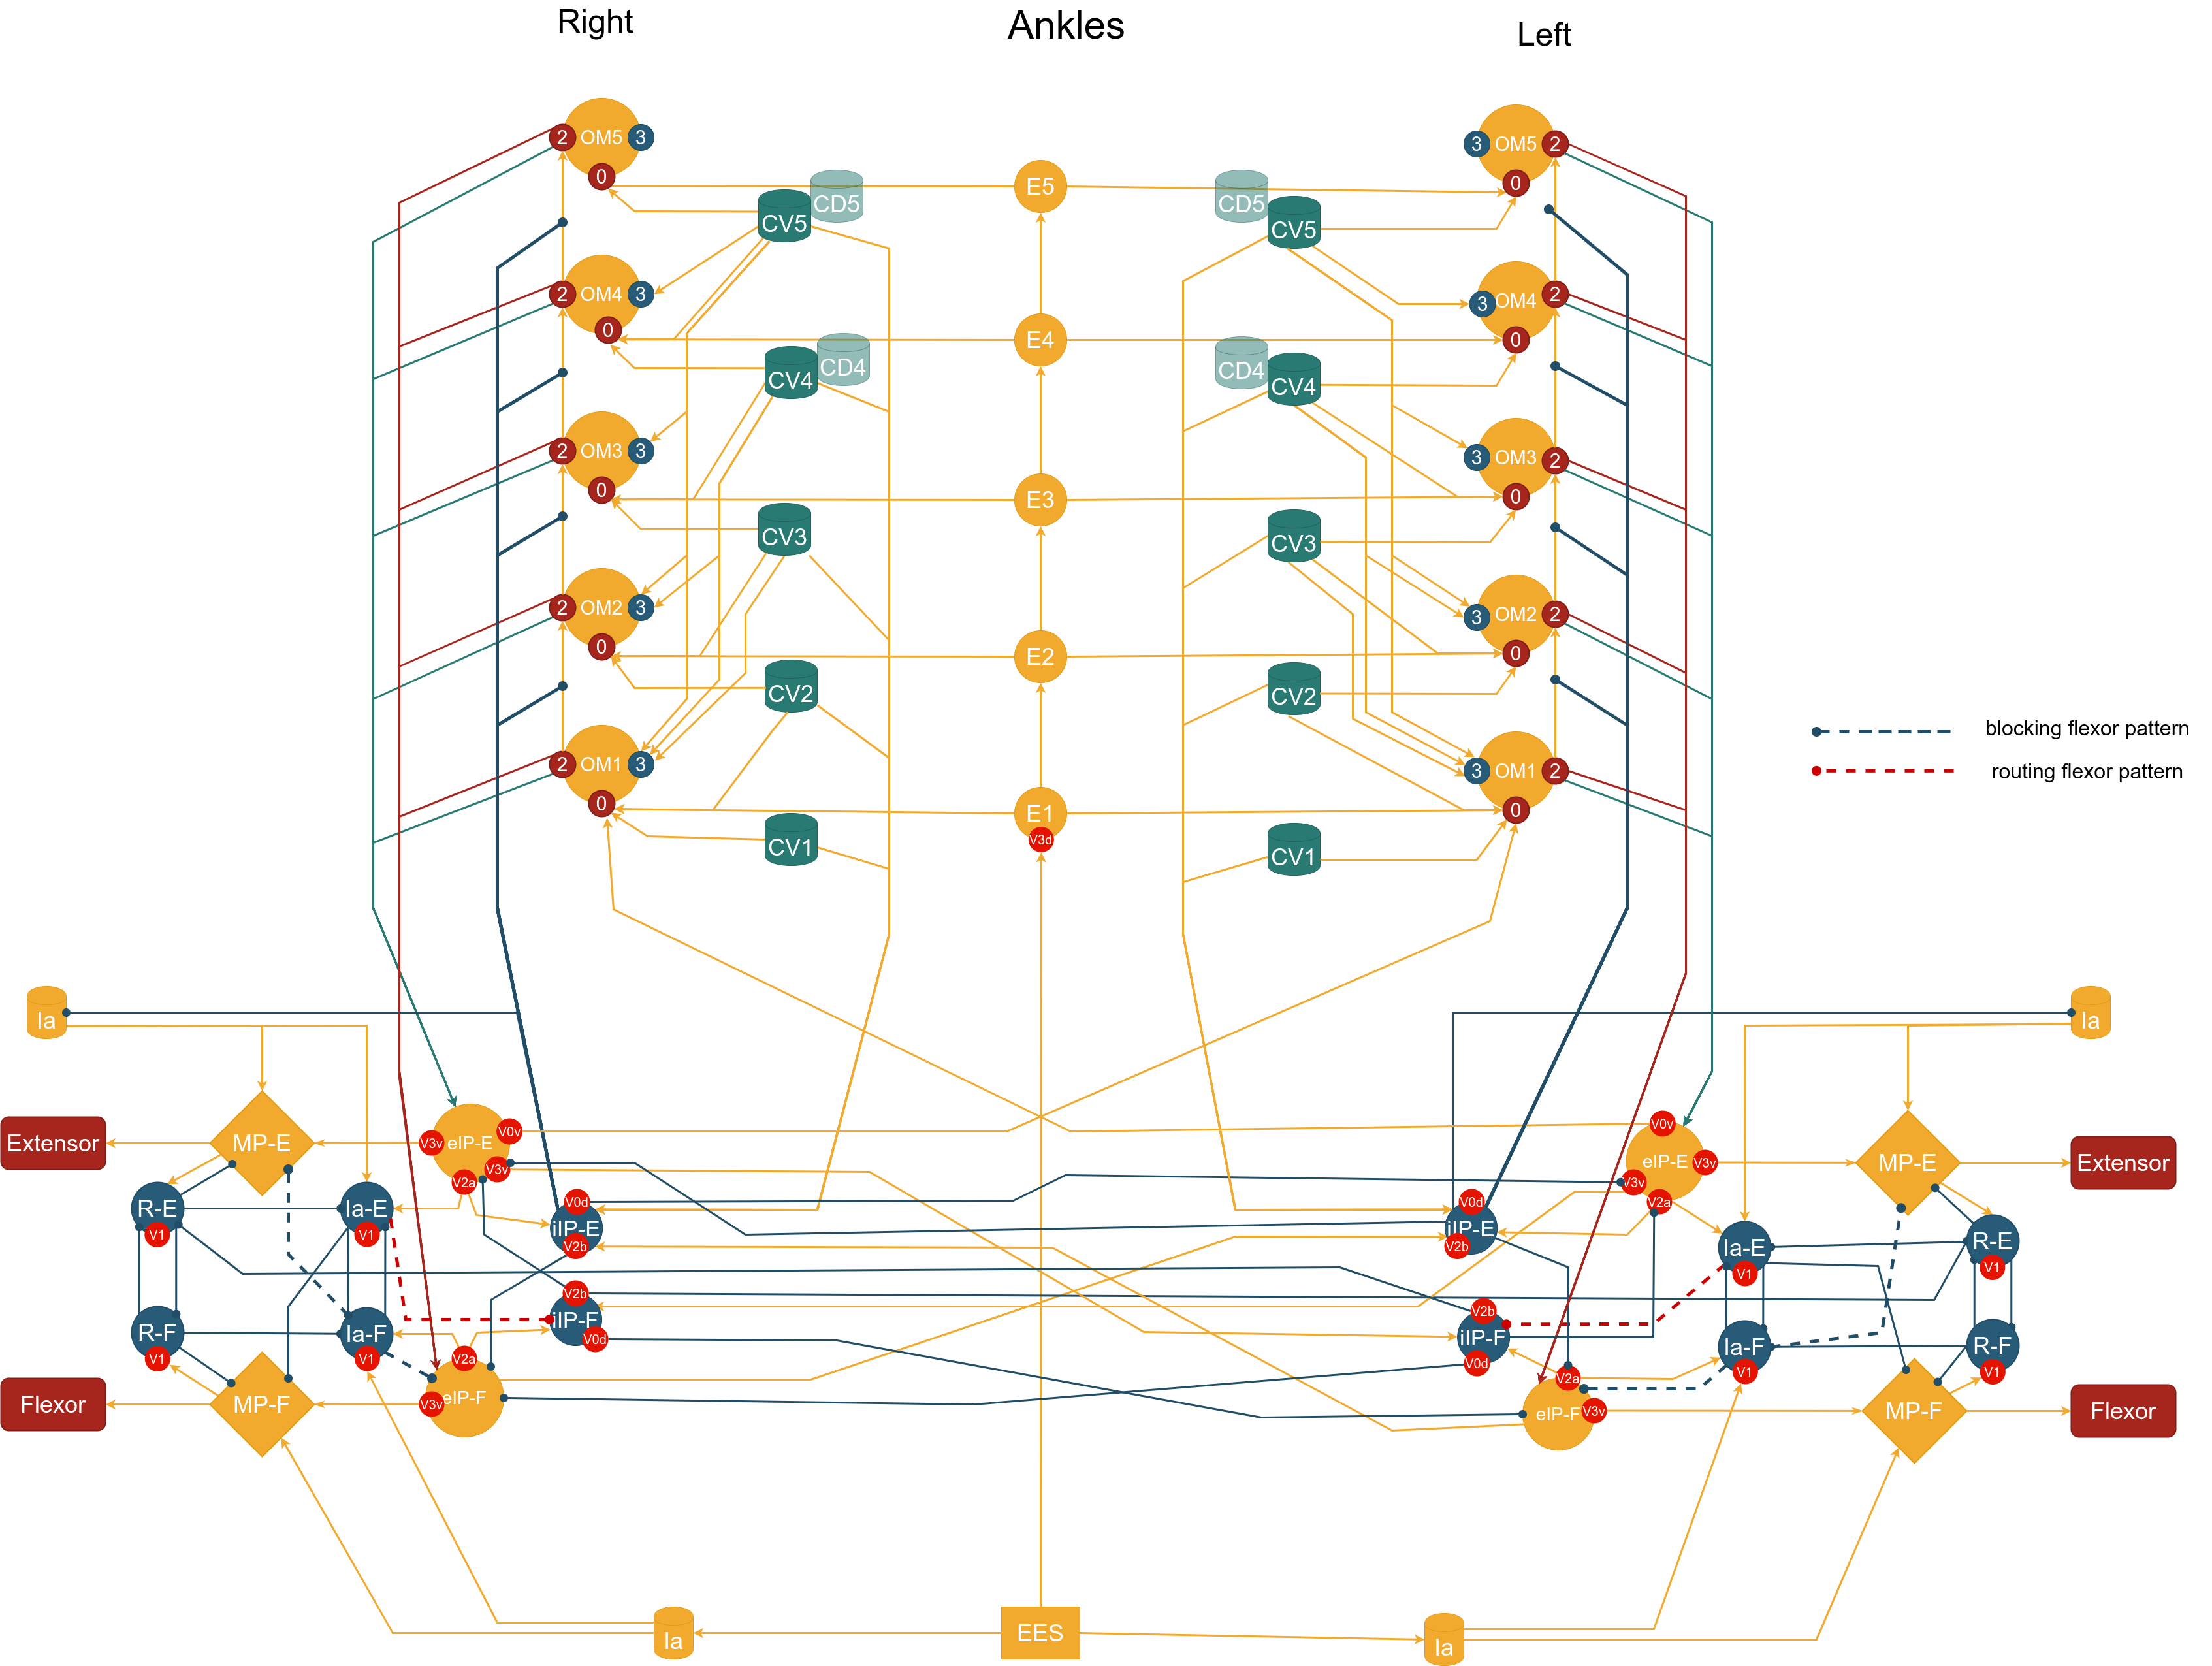 Right
Ankles
Left
2 OM5 3
0
3 OM5 2
0
E5
CD5
CV5
CD5
CV5
2 OM4 3
0
3 OM4 2
0
E4
CD4
CV4
CD4
CV4
2 OM3 3
0
3 OM3 2
0
E3
CV3
CV3
2 OM2 3
0
3 OM2 2
0
E2
CV2
CV2
blocking flexor pattern
routing flexor pattern
2 OM1 3
0
3 OM1 2
0
E1
V3d
CV1
CV1
Ia
Ia
Extensor
MP-E
V3v
eIP-E
V0v
V3v
V2a
V0v
eIP-E
V3v
V3v
V2a
MP-E
Extensor
R-E
V1
Ia-E
V1
V0d
iIP-E
V2b
V0d
iIP-E
V2b
Ia-E
V1
R-E
V1
R-F
V1
Ia-F
V1
V2b
iIP-F
V0d
V2b
iIP-F
V0d
Ia-F
V1
R-F
V1
Flexor
MP-F
V2a
V3v
eIP-F
V2a
eIP-F
V3v
MP-F
Flexor
Ia
EES
Ia